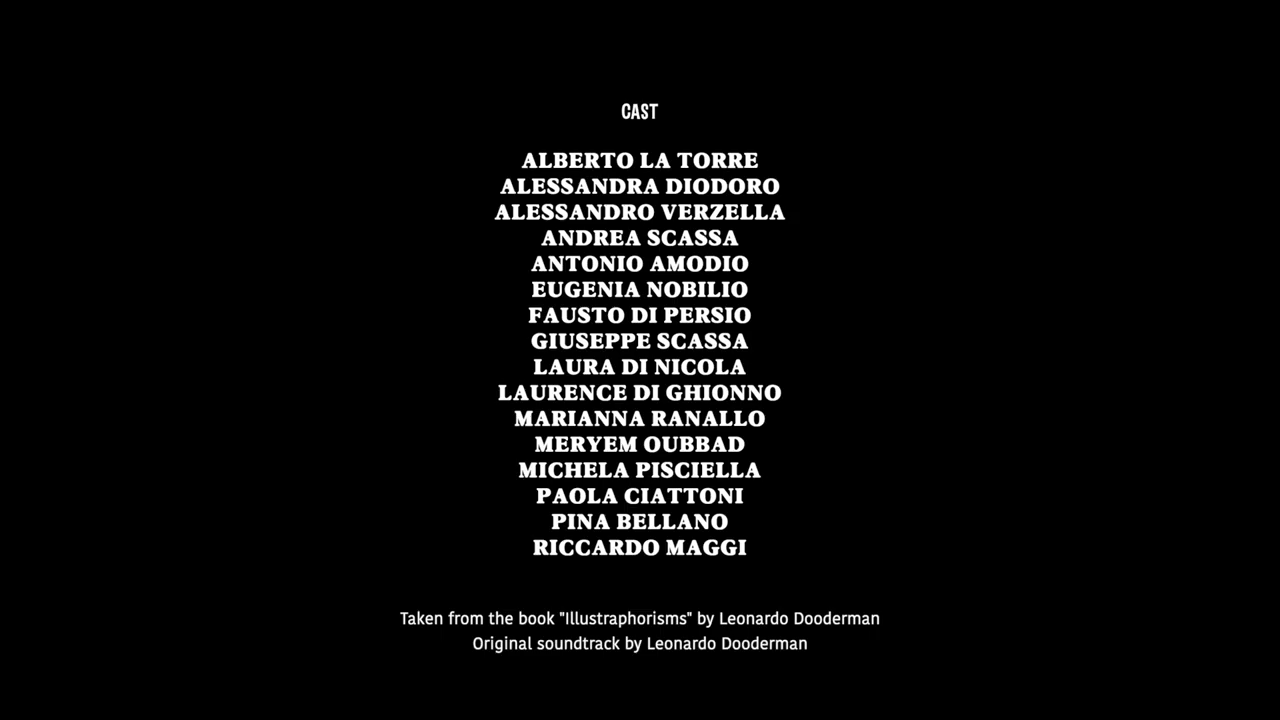 CAST
ALBERTO LA TORRE
ALESSANDRA DIODORO
ALESSANDRO VERZELLA
ANDREA SCASSA
ANTONIO AMODIO
EUGENIA NOBILIO
FAUSTO DI PERSIO
GIUSEPPE SCASSA
LAURA DI NICOLA
LAURENCE DI GHIONNO
MARIANNA RANALLO
MERYEM OUBBAD
MICHELA PISCIELLA
PAOLA CIATTONI
PINA BELLANO
RICCARDO MAGGI
Taken from the book "Illustraphorisms" by Leonardo Dooderman
Original soundtrack by Leonardo Dooderman